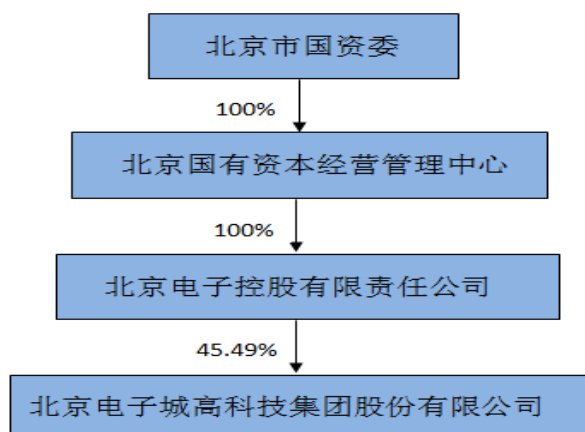 北京市国资委
100%
北京国有资本经营管理中心
100%
北京电子控股有限责任公司
45.49%
北京电子城高科技集团股份有限公司